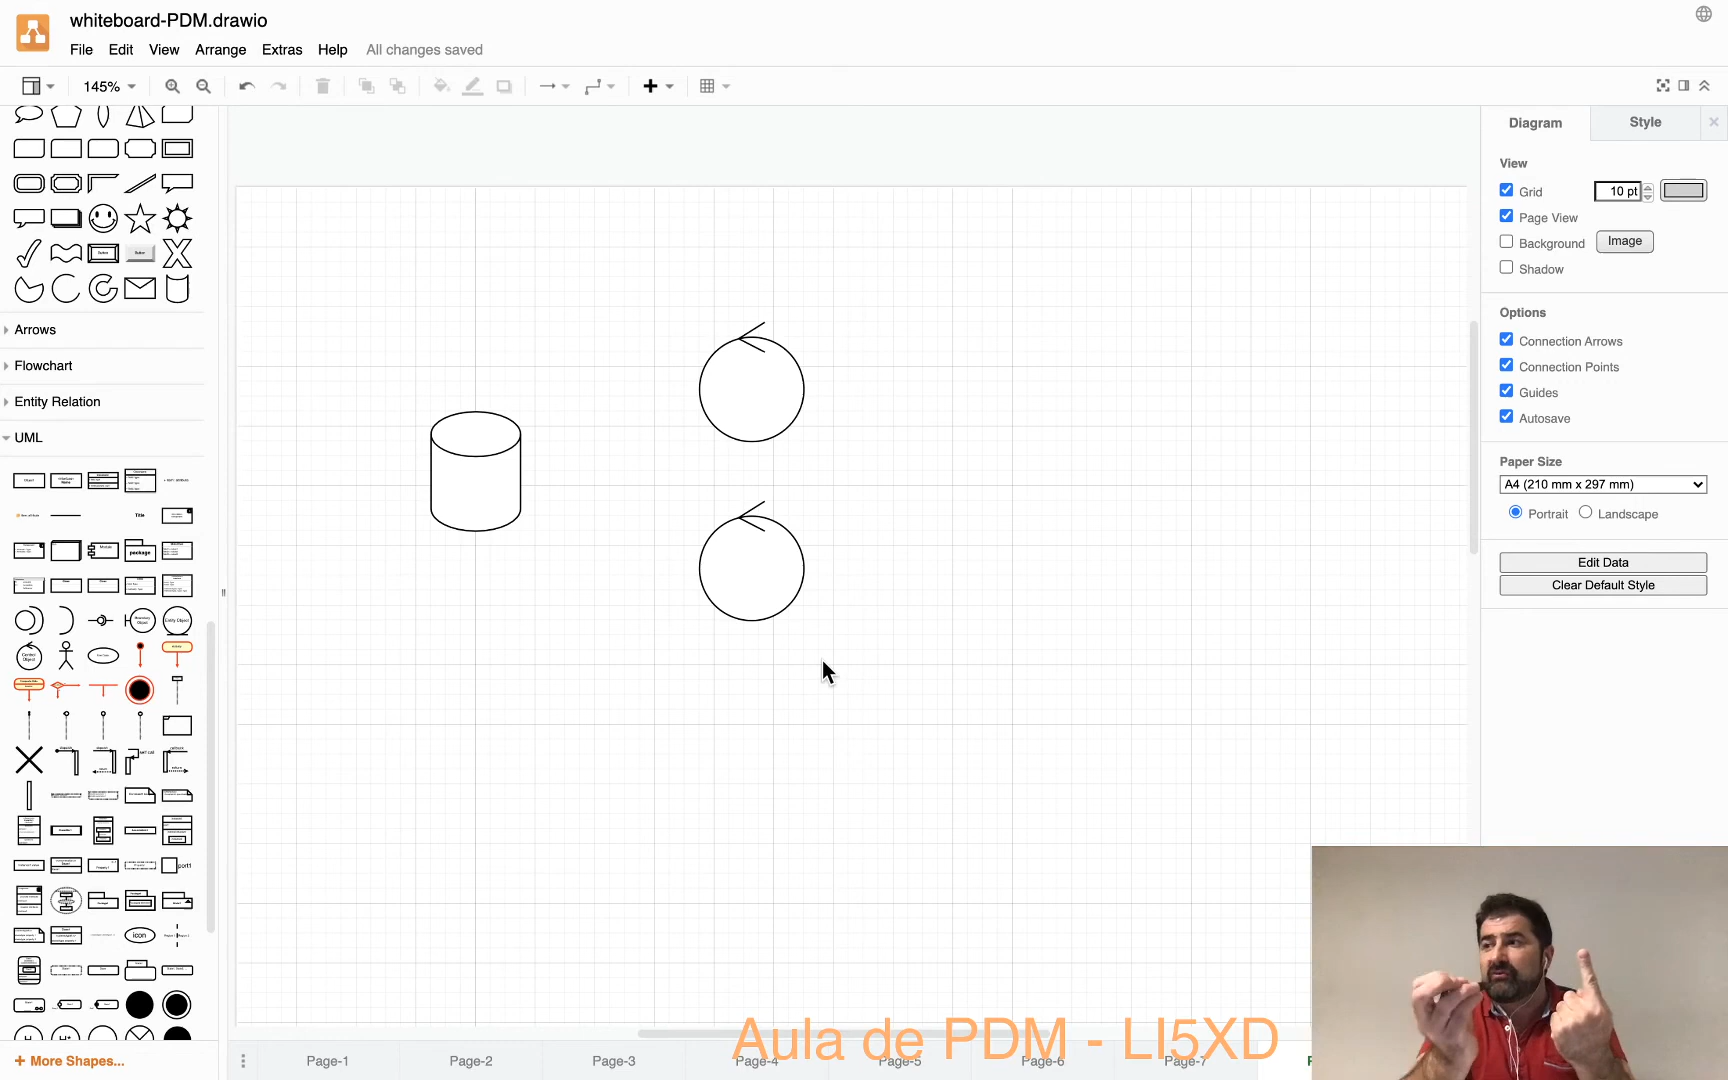 whiteboard-PDM.drawio
File Edit View Arrange Extras Help All changes saved
145%
Arrows
Flowchart
Entity Relation
UML
Title
package
icon
More Shapes...
Page-1 Page-2 Page-3 Page-4 Page-5 Page-6 Page-7
Aula de PDM - LI5XD
Diagram Style
View
Grid 10 pt
Page View
Background Image
Shadow
Options
Connection Arrows
Connection Points
Guides
Autosave
Paper Size
A4 (210 mm x 297 mm)
Portrait Landscape
Edit Data
Clear Default Style